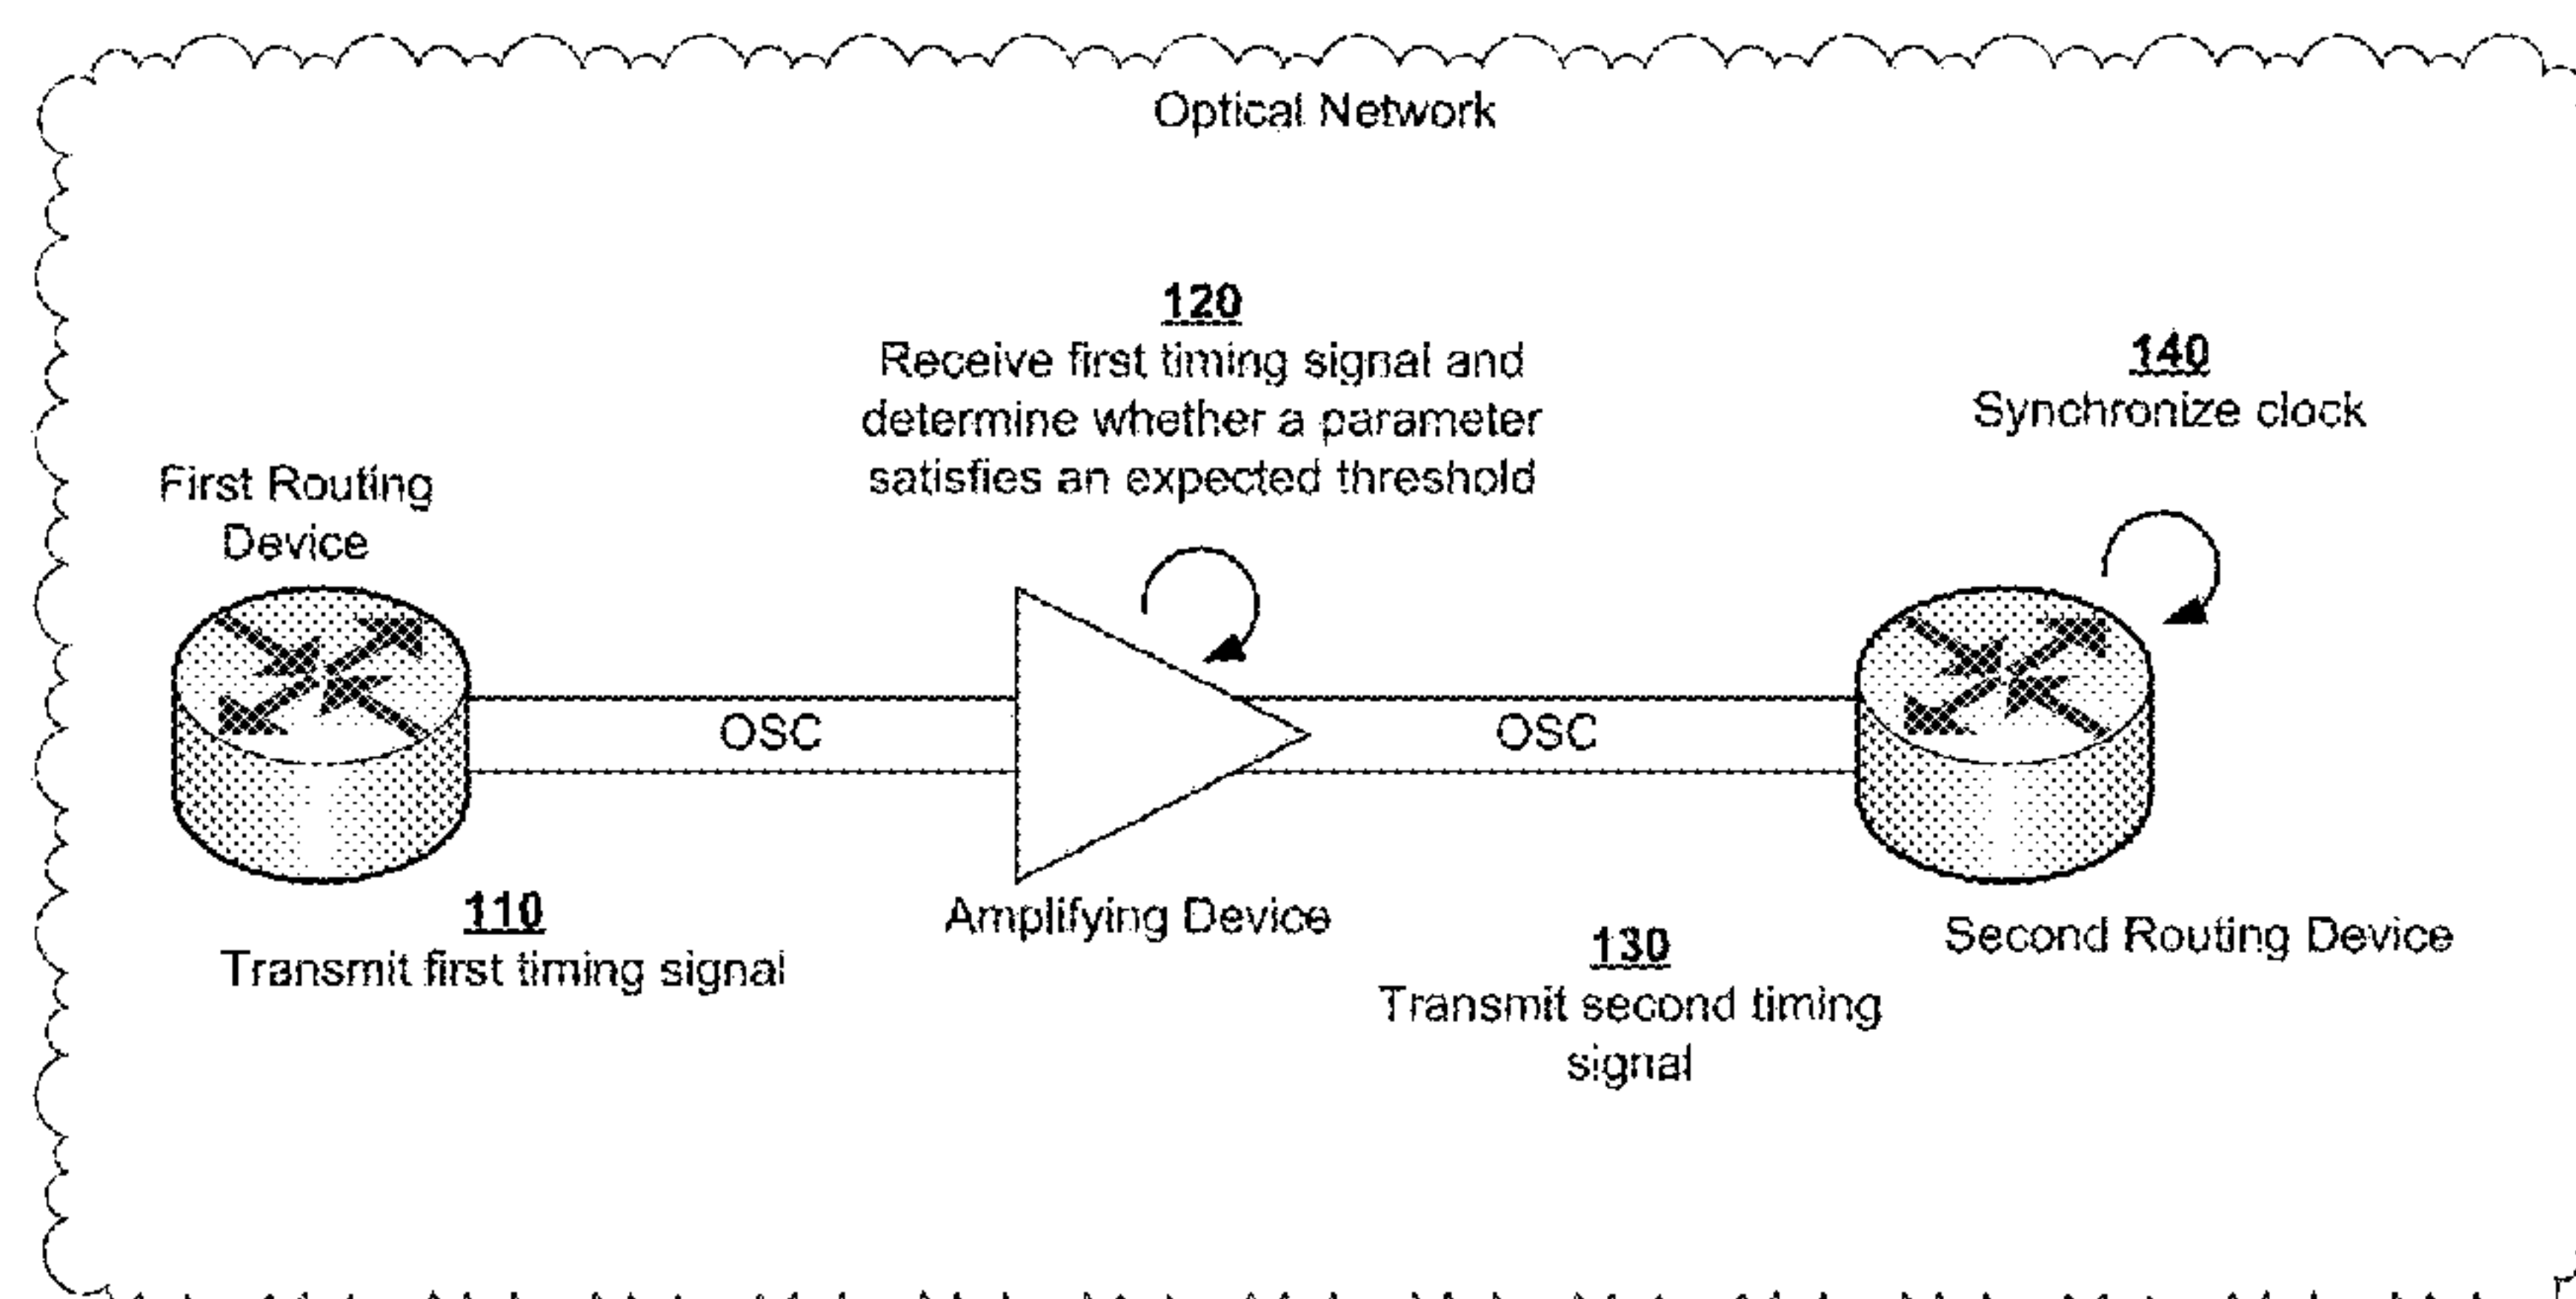 Optical Network
120
Receive first timing signal and
determine whether a parameter
satisfies an expected threshold
140
Synchronize clock
First Routing
Device
OSC
OSC
110
Transmit first timing signal
Amplifying Device
130
Transmit second timing
signal
Second Routing Device